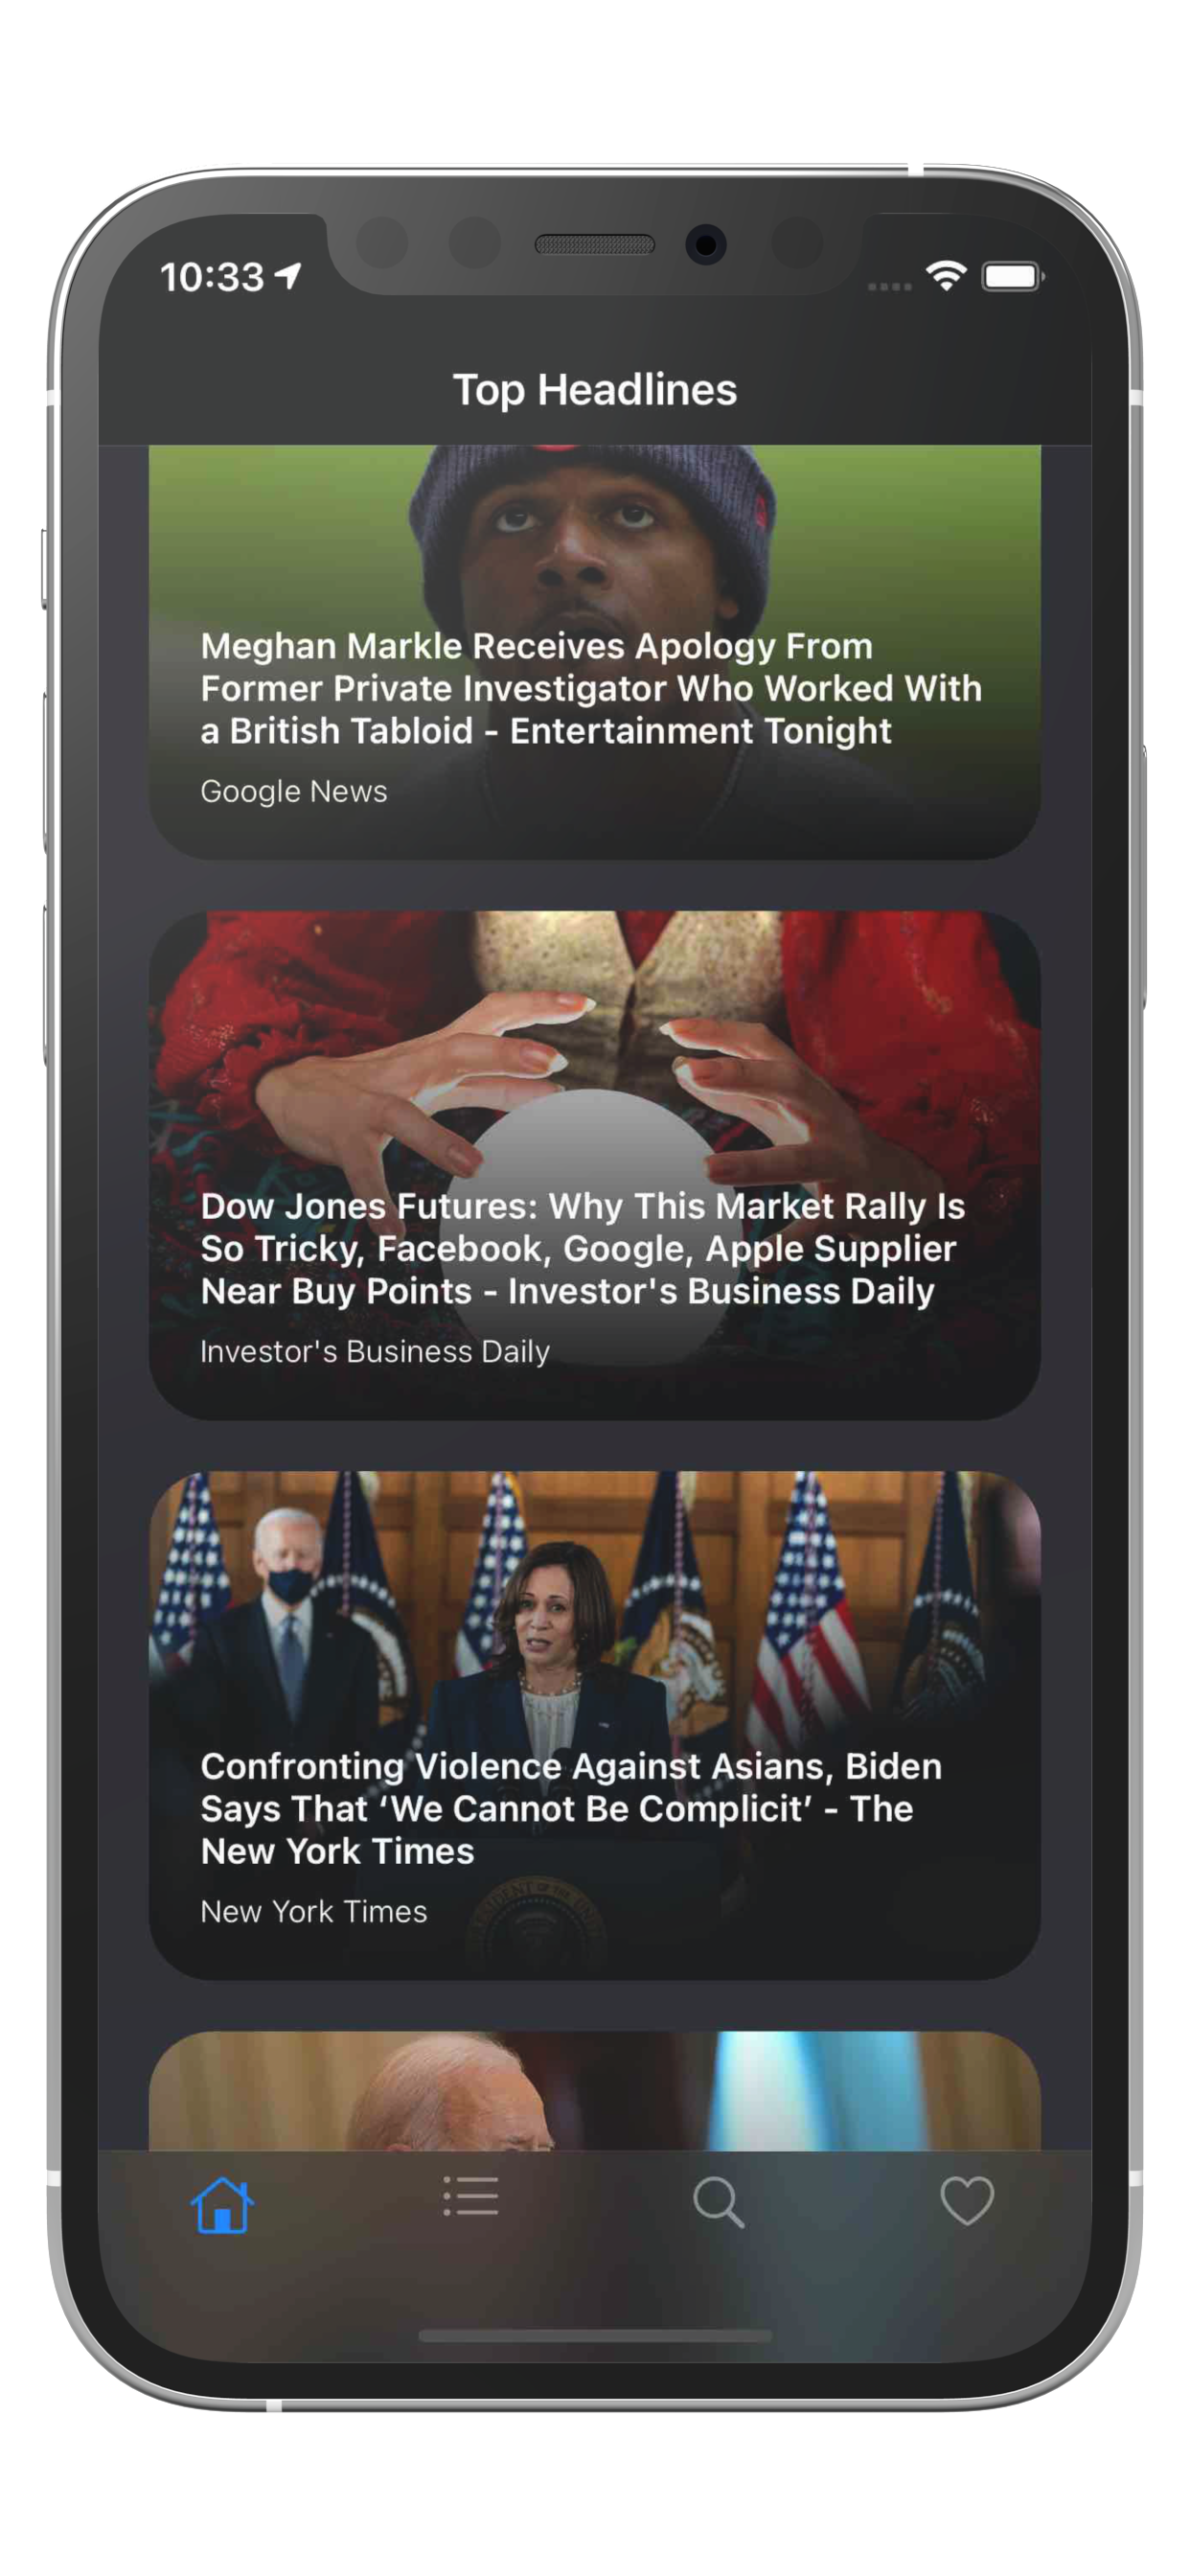 10:33
Top Headlines
Meghan Markle Receives Apology From
Former Private Investigator Who Worked With
a British Tabloid - Entertainment Tonight
Google News
Dow Jones Futures: Why This Market Rally Is
So Tricky, Facebook, Google, Apple Supplier
Near Buy Points - Investor's Business Daily
Investor's Business Daily
Confronting Violence Against Asians, Biden
Says That ‘We Cannot Be Complicit’ - The
New York Times
New York Times